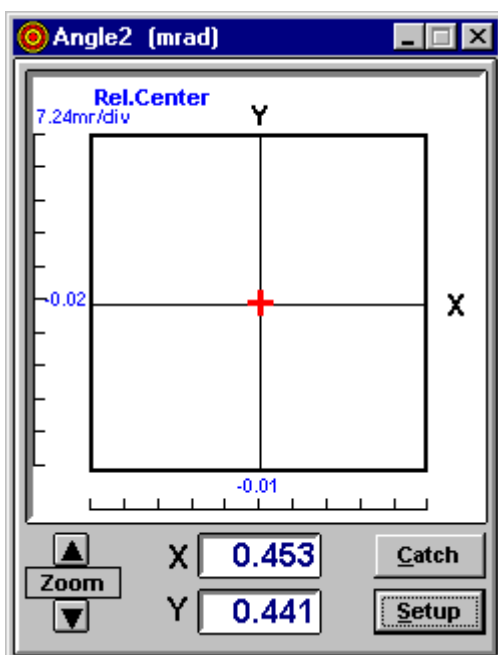 Angle2 (mrad)
Rel.Center
7.24mr/div
Y
-0.02
X
-0.01
X 0.453 Catch
Zoom
Y 0.441 Setup